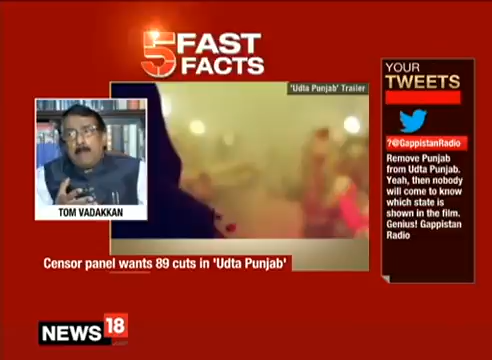 5 FAST
FACTS
'Udta Punjab' Trailer
TOM VADAKKAN
Censor panel wants 89 cuts in 'Udta Punjab'
YOUR
TWEETS
?@GappistanRadio
Remove Punjab
from Udta Punjab.
Yeah, then nobody
will come to know
which state is
shown in the film.
Genius! Gappistan
Radio
NEWS 18